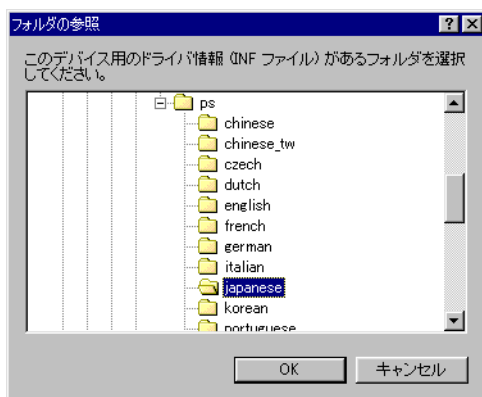 フォルダの参照
このデバイス用のドライバ情報 (INF ファイル) があるフォルダを選択
してください。
ps
chinese
chinese_tw
czech
dutch
english
french
german
italian
japanese
korean
portuguese
OK
キャンセル